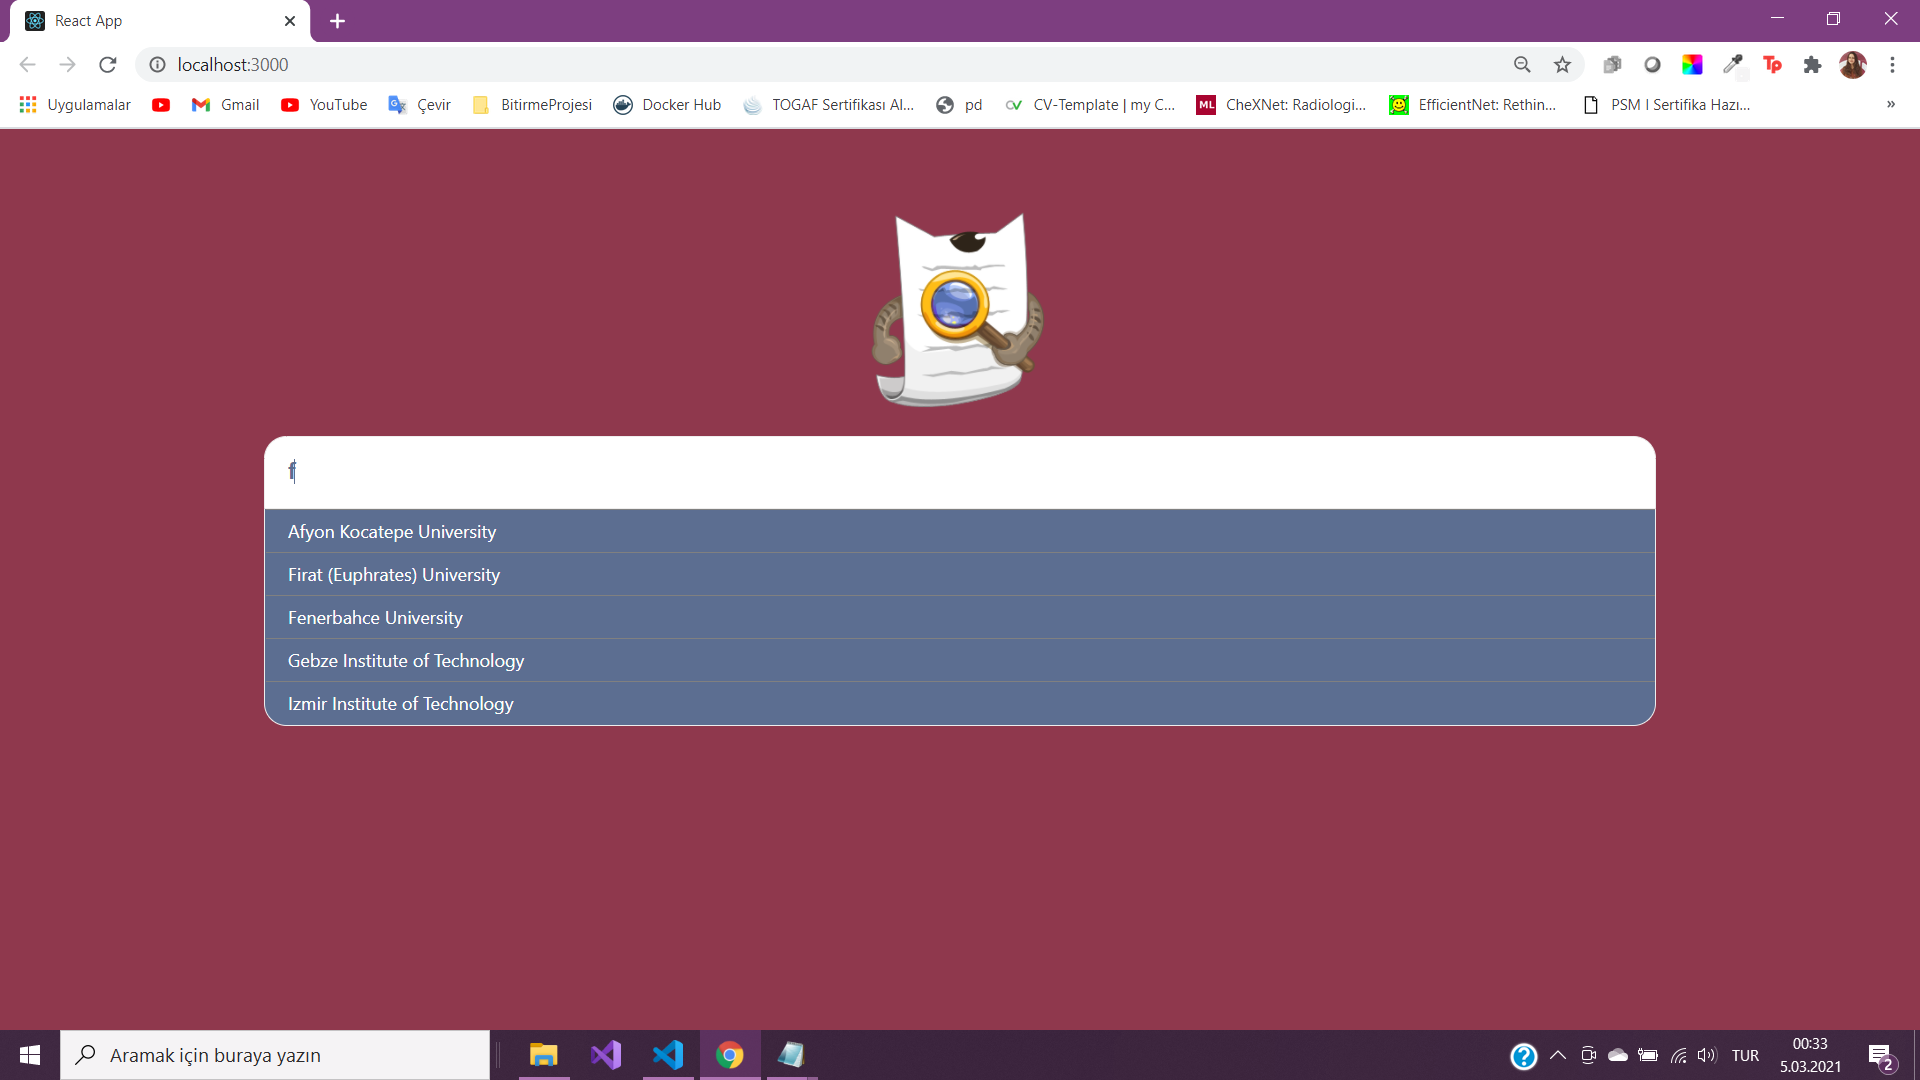 React App
localhost:3000
Uygulamalar
Gmail
YouTube
Çevir
BitirmeProjesi
Docker Hub
TOGAF Sertifikası Al...
pd
CV-Template | my C...
ML
CheXNet: Radiologi...
EfficientNet: Rethin...
PSM I Sertifika Hazı...
»
f
Afyon Kocatepe University
Firat (Euphrates) University
Fenerbahce University
Gebze Institute of Technology
Izmir Institute of Technology
Aramak için buraya yazın
TUR
00:33
5.03.2021
2